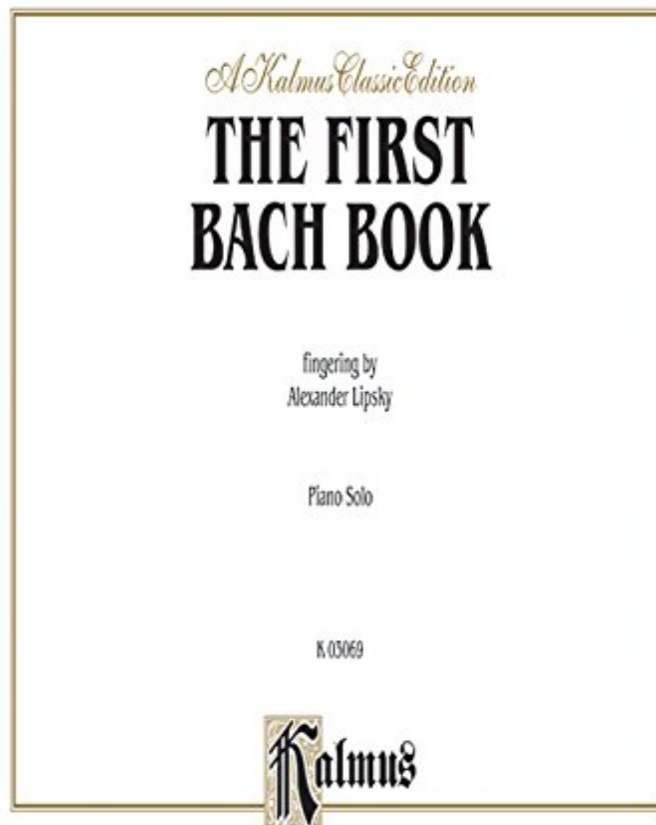 A Kalmus Classic Edition
THE FIRST
BACH BOOK
fingering by
Alexander Lipsky
Piano Solo
K 03069
Kalmus